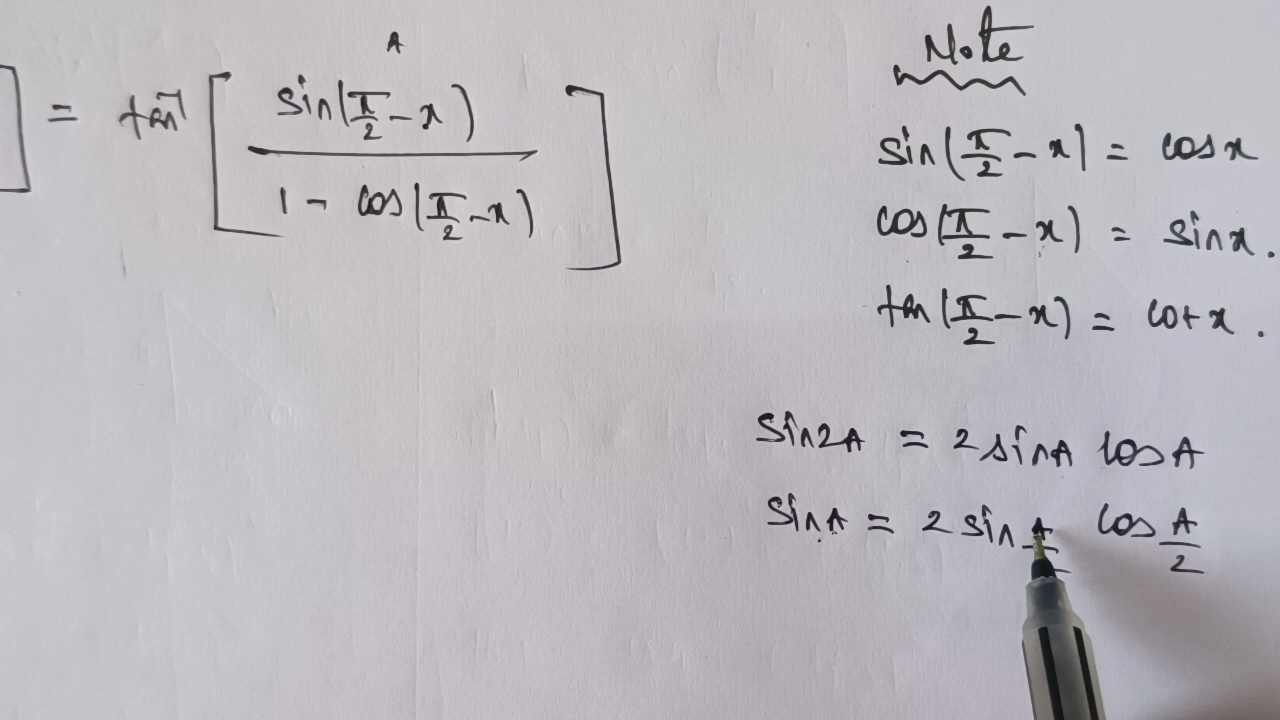 A
] = tan⁻¹ [ sin(π/2 - x) / 1 - cos(π/2 - x) ]
Note
sin(π/2 - x) = cos x
cos(π/2 - x) = sin x.
tan(π/2 - x) = cot x.
sin2A = 2 sinA cosA
sinA = 2 sin A/2 cos A/2